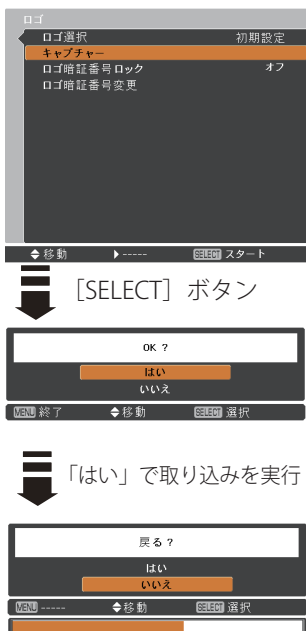 ロゴ
ロゴ選択 初期設定
キャプチャー
ロゴ暗証番号ロック オフ
ロゴ暗証番号変更
移動 ----- SELECT スタート
［SELECT］ボタン
OK ?
はい
いいえ
MENU 終了 移動 SELECT 選択
「はい」で取り込みを実行
戻る ?
はい
いいえ
MENU ----- 移動 SELECT 選択